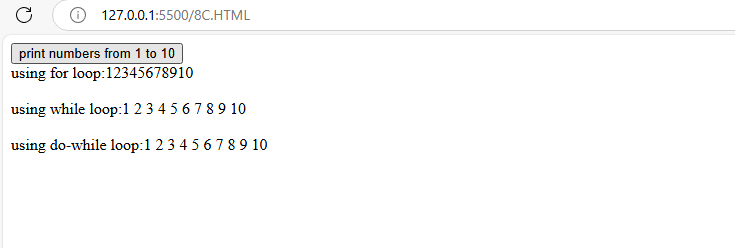 127.0.0.1:5500/8C.HTML
print numbers from 1 to 10
using for loop:12345678910
using while loop:1 2 3 4 5 6 7 8 9 10
using do-while loop:1 2 3 4 5 6 7 8 9 10